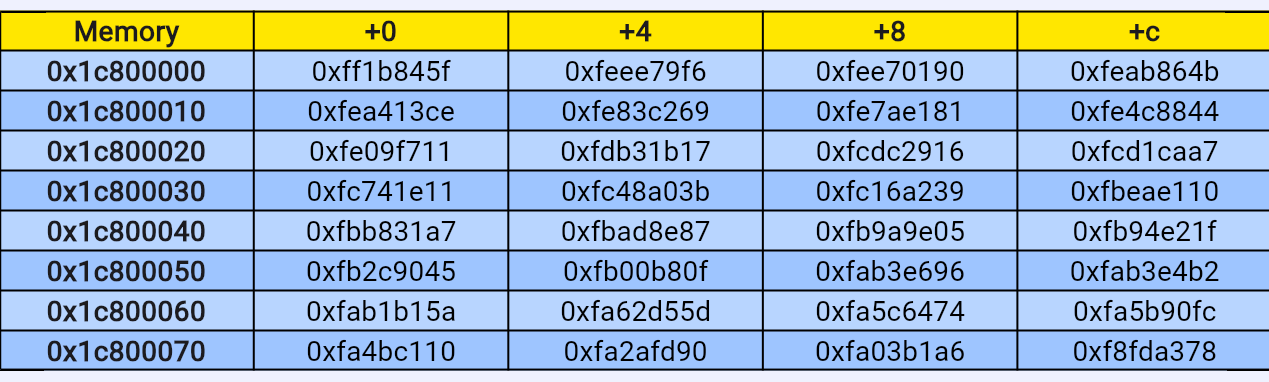 Memory +0 +4 +8 +c
0x1c800000 0xff1b845f 0xfeee79f6 0xfee70190 0xfeab864b
0x1c800010 0xfea413ce 0xfe83c269 0xfe7ae181 0xfe4c8844
0x1c800020 0xfe09f711 0xfdb31b17 0xfcdc2916 0xfcd1caa7
0x1c800030 0xfc741e11 0xfc48a03b 0xfc16a239 0xfbeae110
0x1c800040 0xfbb831a7 0xfbad8e87 0xfb9a9e05 0xfb94e21f
0x1c800050 0xfb2c9045 0xfb00b80f 0xfab3e696 0xfab3e4b2
0x1c800060 0xfab1b15a 0xfa62d55d 0xfa5c6474 0xfa5b90fc
0x1c800070 0xfa4bc110 0xfa2afd90 0xfa03b1a6 0xf8fda378